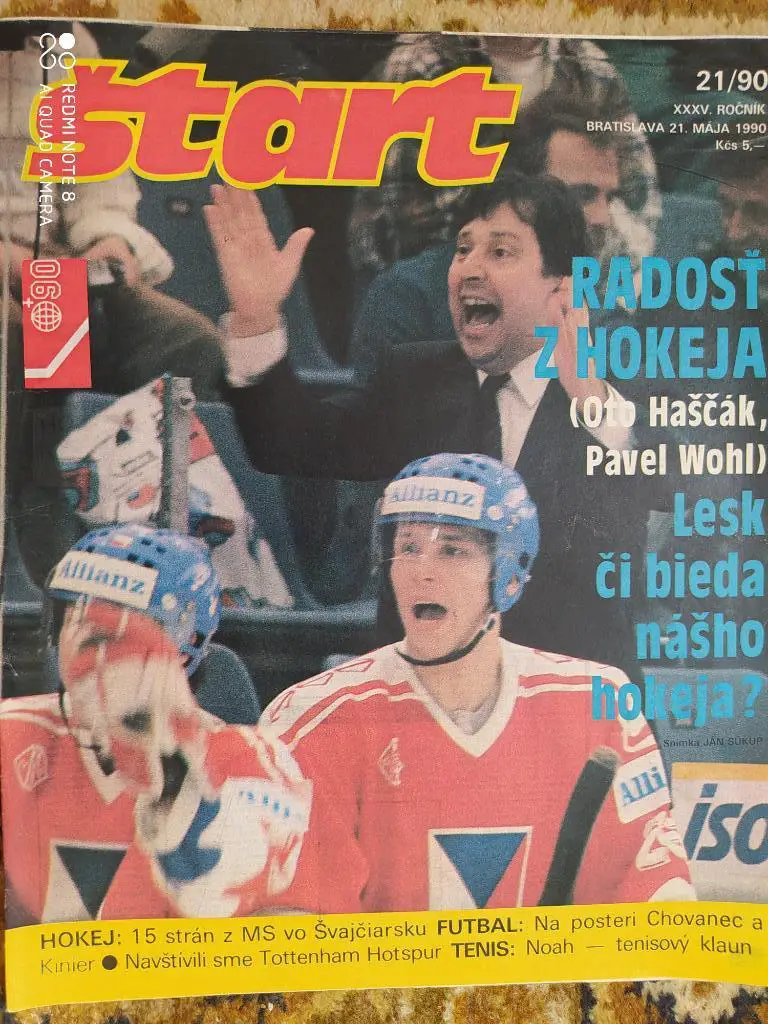 štart
21/90
XXXV. ROČNÍK
BRATISLAVA 21. MÁJA 1990
Kčs 5,—
REDMI NOTE 8
AI QUAD CAMERA
RADOSŤ
Z HOKEJA
(Oto Haščák,
Pavel Wohl)
Lesk
či bieda
nášho
hokeja?
Snímka JÁN SÚKUP
Allianz
Allianz
Alli
iso
HOKEJ: 15 strán z MS vo Švajčiarsku FUTBAL: Na posteri Chovanec a
Kinier ● Navštívili sme Tottenham Hotspur TENIS: Noah — tenisový klaun